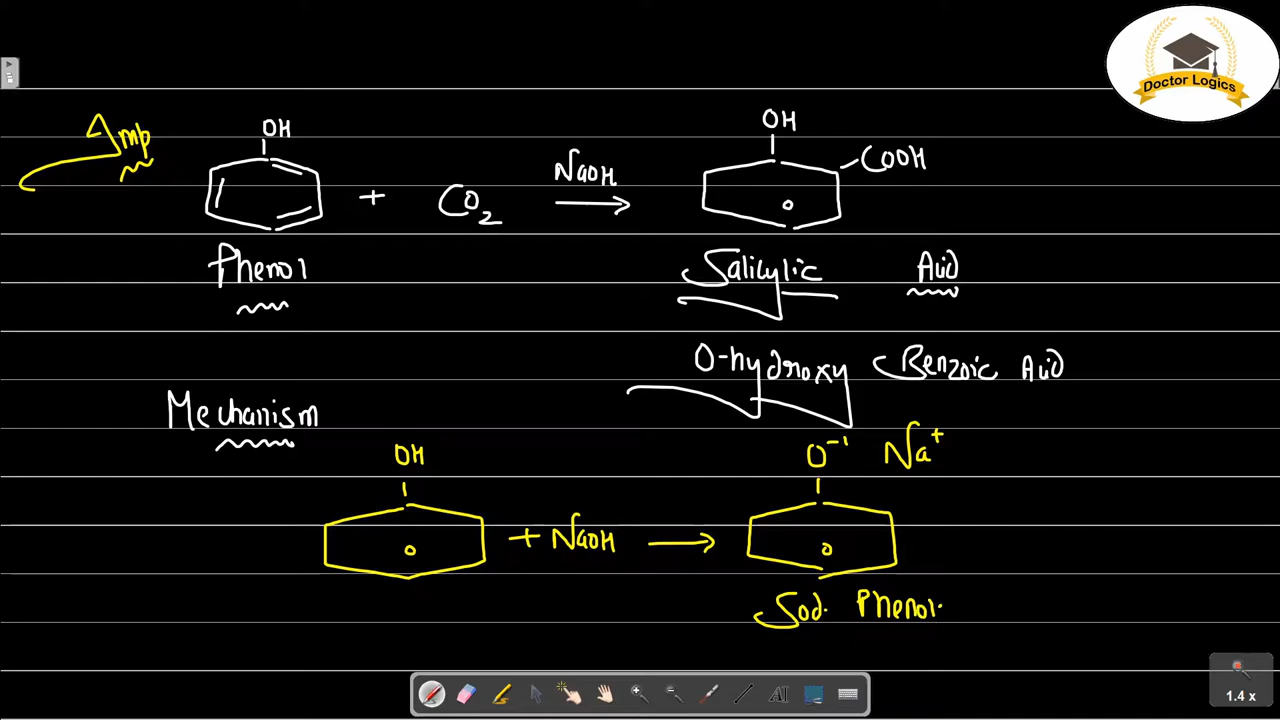 Doctor Logics
Imp
OH
+ CO2 NaOH
Phenol
OH
COOH
Salicylic Acid
O-hydroxy Benzoic Acid
Mechanism
OH
+ NaOH
O-1 Na+
Sod. Phenol.
AI
1.4 x